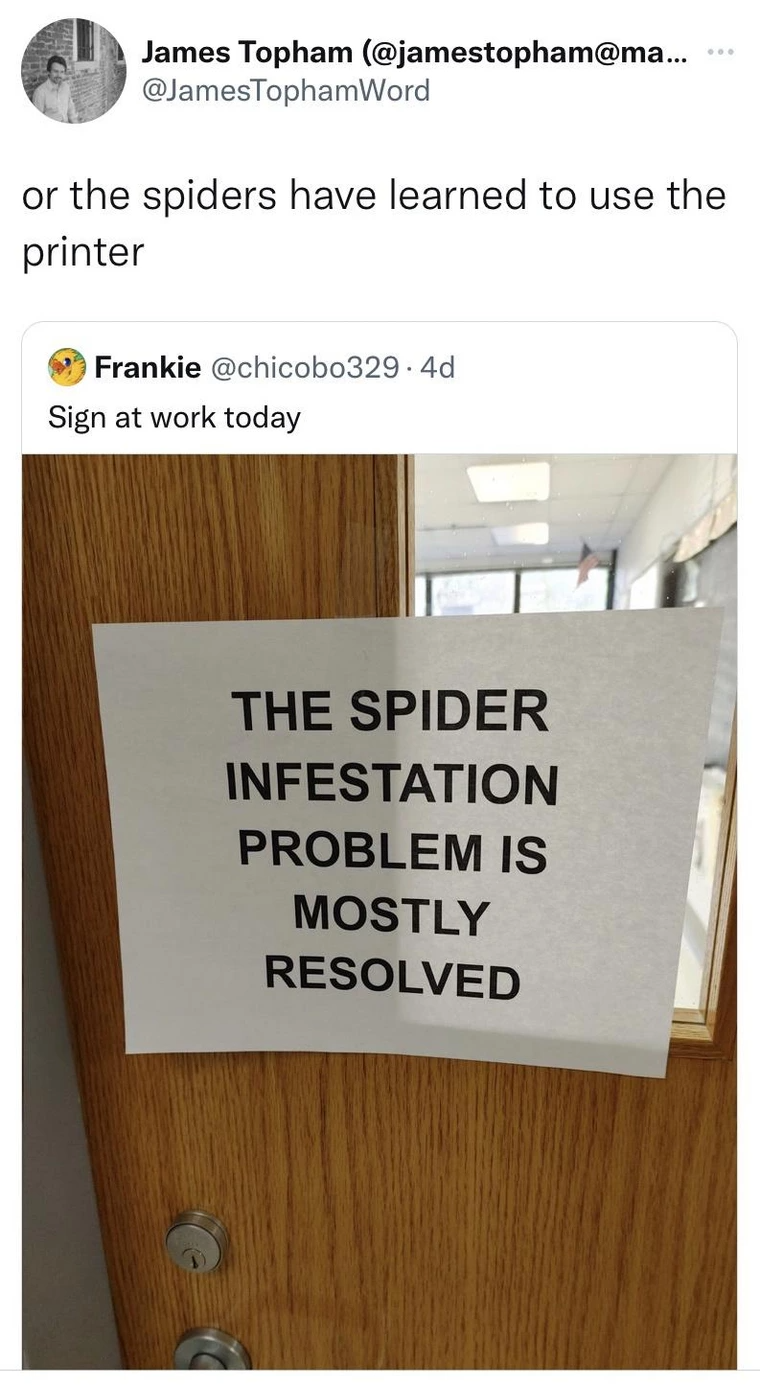 James Topham (@jamestopham@ma...
@JamesTophamWord
or the spiders have learned to use the
printer
Frankie @chicobo329 · 4d
Sign at work today
THE SPIDER
INFESTATION
PROBLEM IS
MOSTLY
RESOLVED